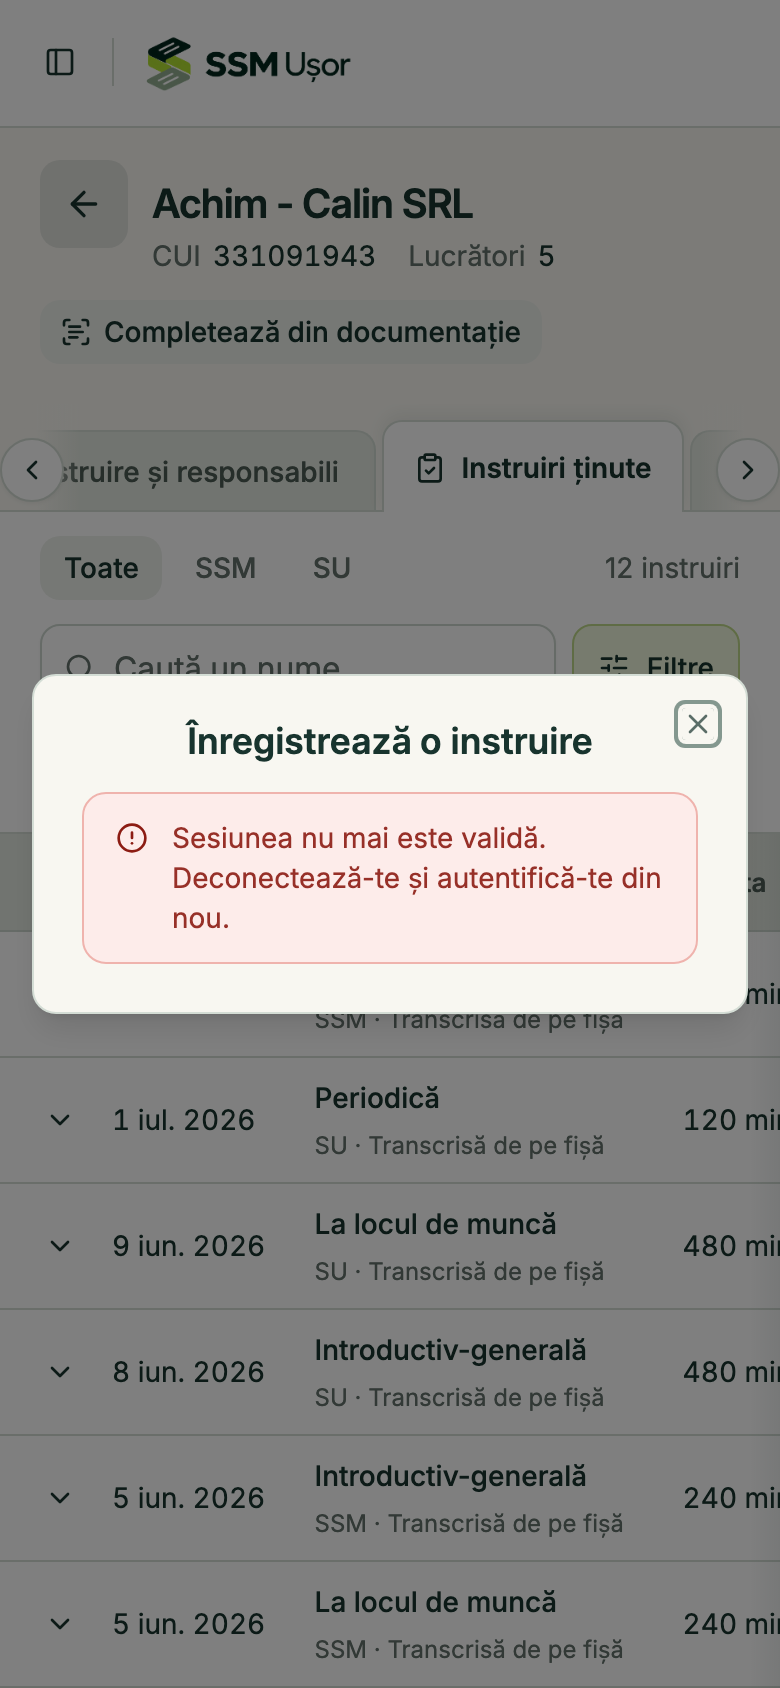 SSM Ușor
Achim - Calin SRL
CUI 331091943 Lucrători 5
Completează din documentație
struire și responsabili
Instruiri ținute
Toate SSM SU 12 instruiri
Caută un nume
Filtre
Înregistrează o instruire
Sesiunea nu mai este validă.
Deconectează-te și autentifică-te din
nou.
SSM · Transcrisă de pe fișă
Periodică
1 iul. 2026 120 min
SU · Transcrisă de pe fișă
La locul de muncă
9 iun. 2026 480 min
SU · Transcrisă de pe fișă
Introductiv-generală
8 iun. 2026 480 min
SU · Transcrisă de pe fișă
Introductiv-generală
5 iun. 2026 240 min
SSM · Transcrisă de pe fișă
La locul de muncă
5 iun. 2026 240 min
SSM · Transcrisă de pe fișă